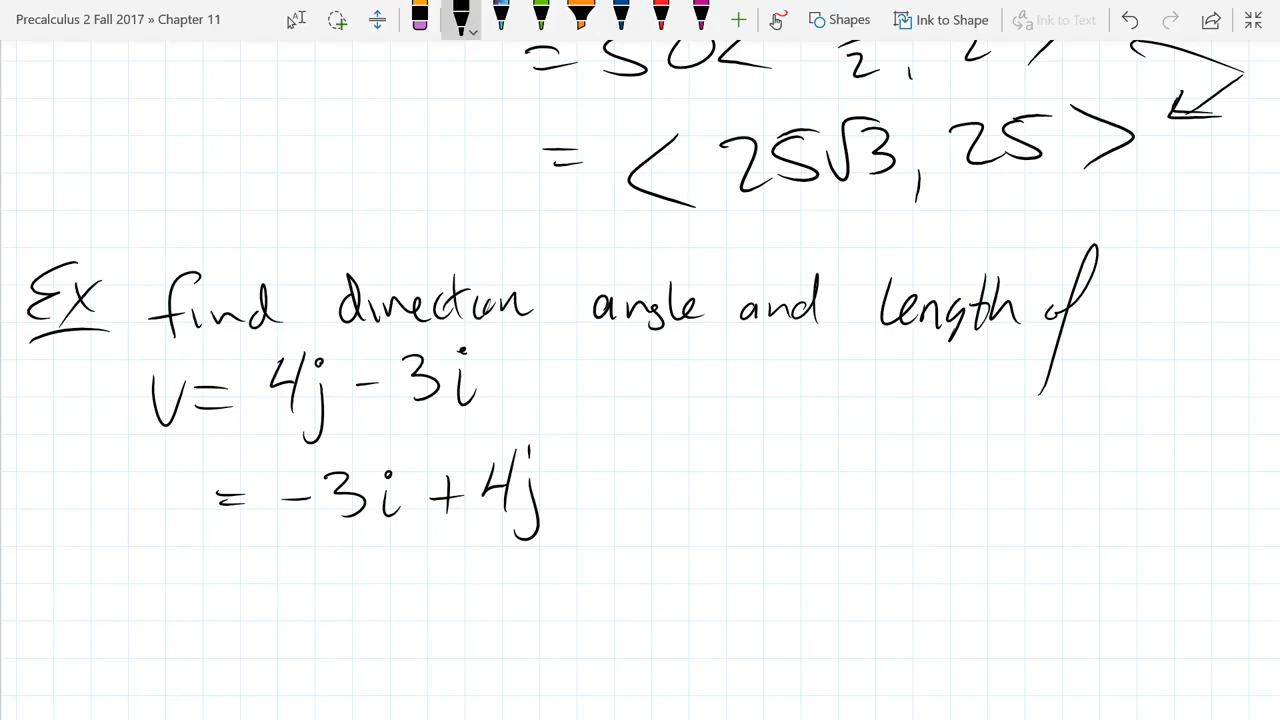 Precalculus 2 Fall 2017 » Chapter 11 Shapes Ink to Shape Ink to Text
= < 25√3, 25 >
Ex find direction angle and length of
v = 4j - 3i
= -3i + 4j